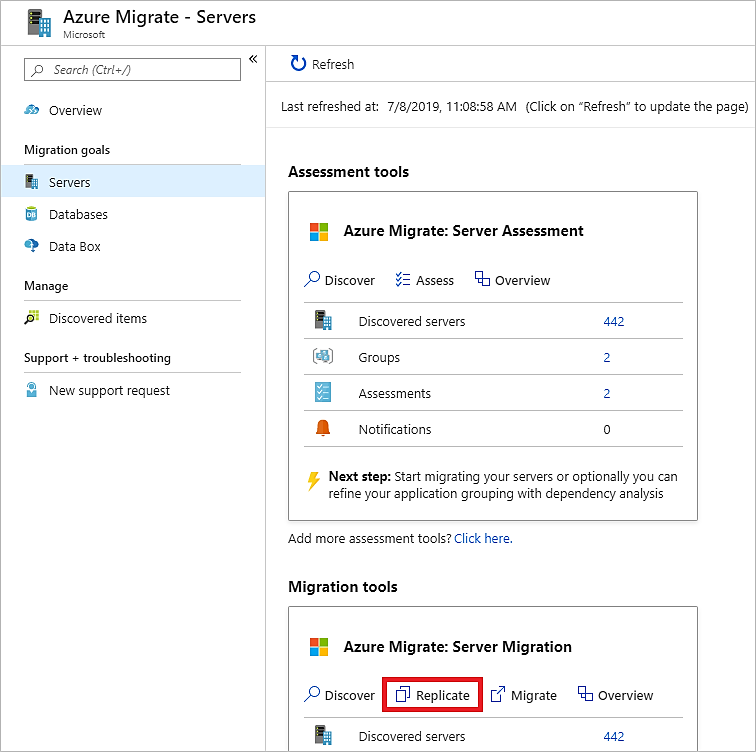 Azure Migrate - Servers
Microsoft
Search (Ctrl+/)
«
Overview
Migration goals
Servers
Databases
Data Box
Manage
Discovered items
Support + troubleshooting
New support request
Refresh
Last refreshed at: 7/8/2019, 11:08:58 AM (Click on “Refresh” to update the page)
Assessment tools
Azure Migrate: Server Assessment
Discover Assess Overview
Discovered servers 442
Groups 2
Assessments 2
Notifications 0
Next step: Start migrating your servers or optionally you can
refine your application grouping with dependency analysis
Add more assessment tools? Click here.
Migration tools
Azure Migrate: Server Migration
Discover Replicate Migrate Overview
Discovered servers 442